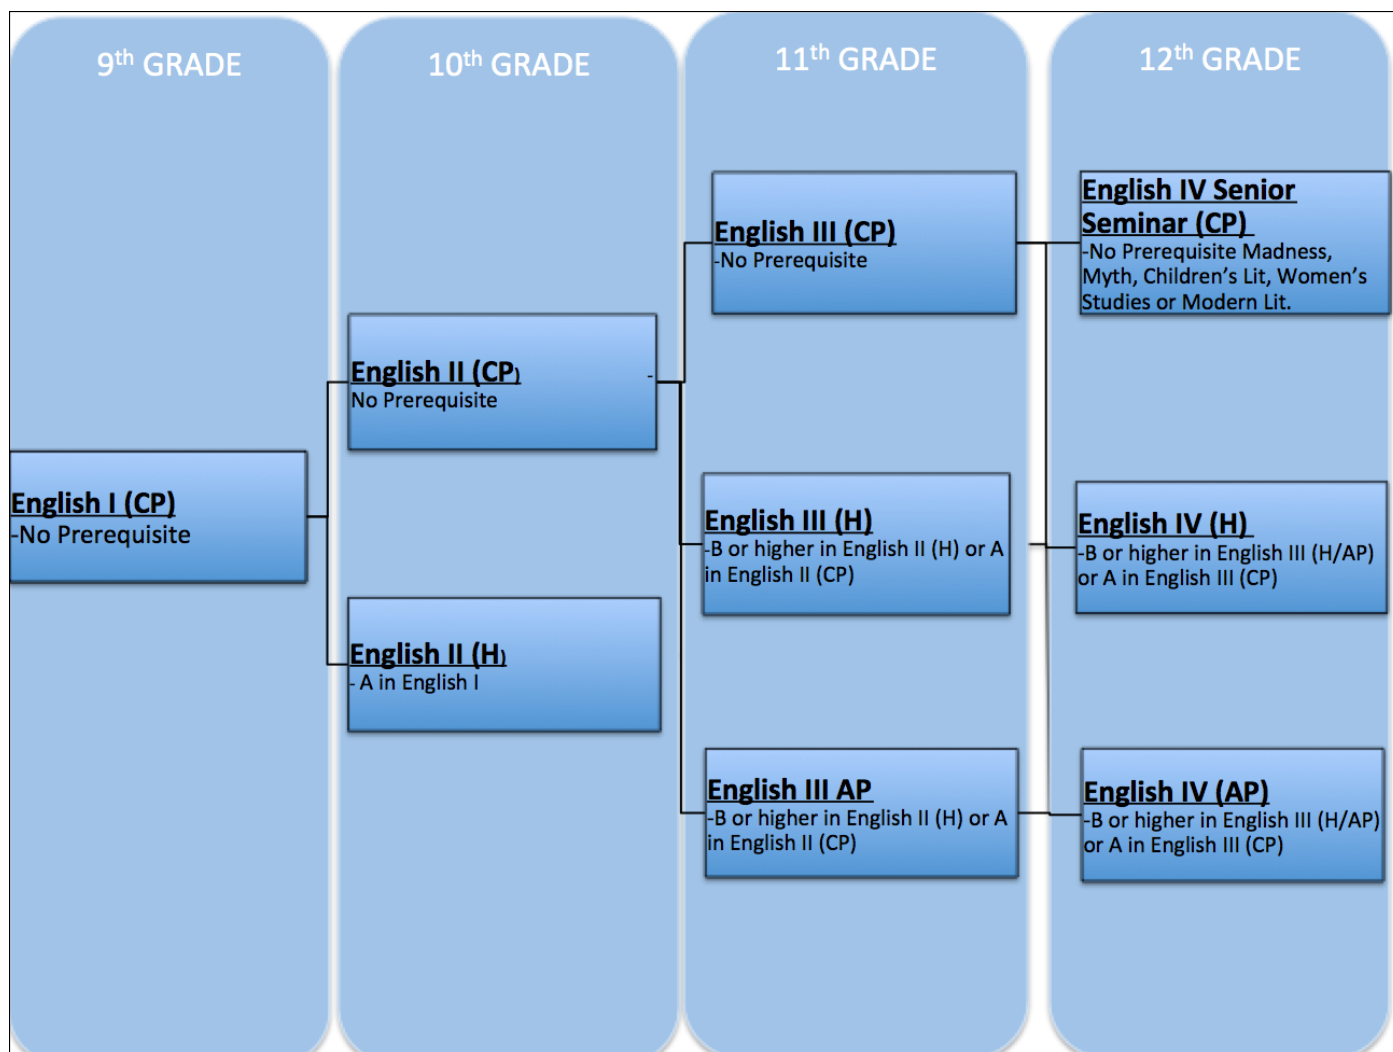 9th GRADE
10th GRADE
11th GRADE
12th GRADE
English I (CP)
-No Prerequisite
English II (CP)
-
No Prerequisite
English II (H)
- A in English I
English III (CP)
-No Prerequisite
English III (H)
-B or higher in English II (H) or A
in English II (CP)
English III AP
-B or higher in English II (H) or A
in English II (CP)
English IV Senior
Seminar (CP)
-No Prerequisite Madness,
Myth, Children’s Lit, Women’s
Studies or Modern Lit.
English IV (H)
-B or higher in English III (H/AP)
or A in English III (CP)
English IV (AP)
-B or higher in English III (H/AP)
or A in English III (CP)